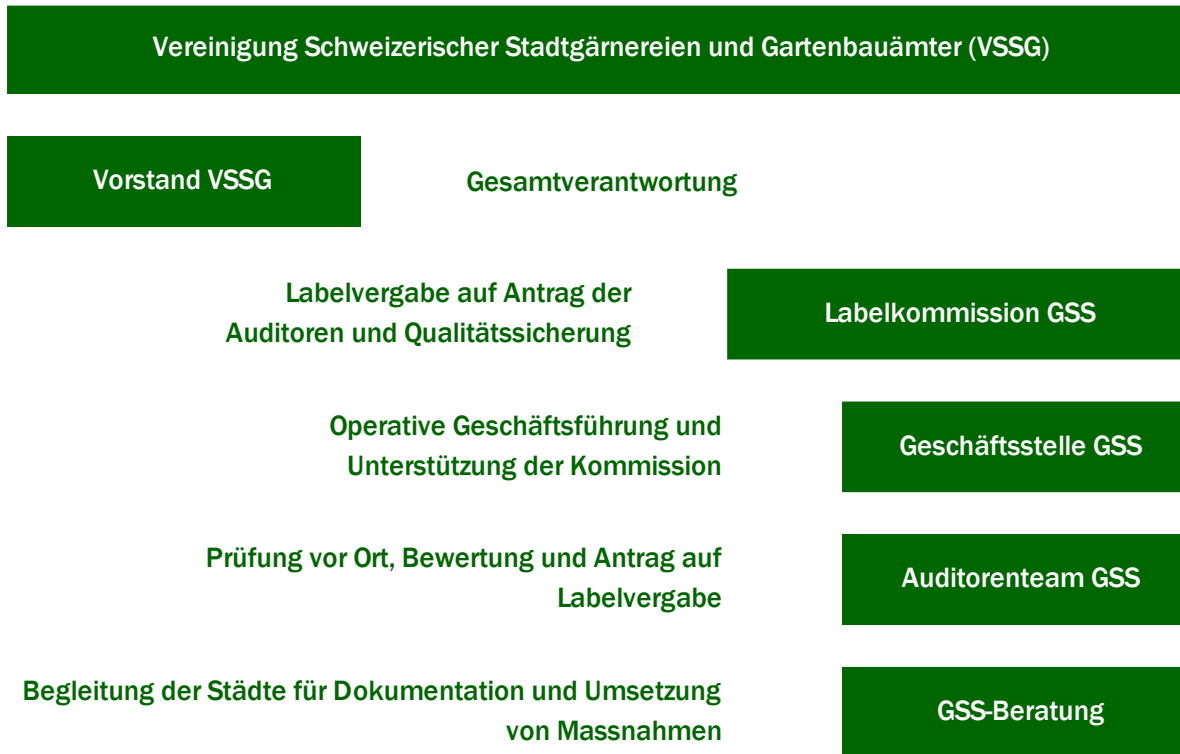 Vereinigung Schweizerischer Stadtgärnereien und Gartenbauämter (VSSG)
Vorstand VSSG
Gesamtverantwortung
Labelvergabe auf Antrag der
Auditoren und Qualitätssicherung
Labelkommission GSS
Operative Geschäftsführung und
Unterstützung der Kommission
Geschäftsstelle GSS
Prüfung vor Ort, Bewertung und Antrag auf
Labelvergabe
Auditorenteam GSS
Begleitung der Städte für Dokumentation und Umsetzung
von Massnahmen
GSS-Beratung